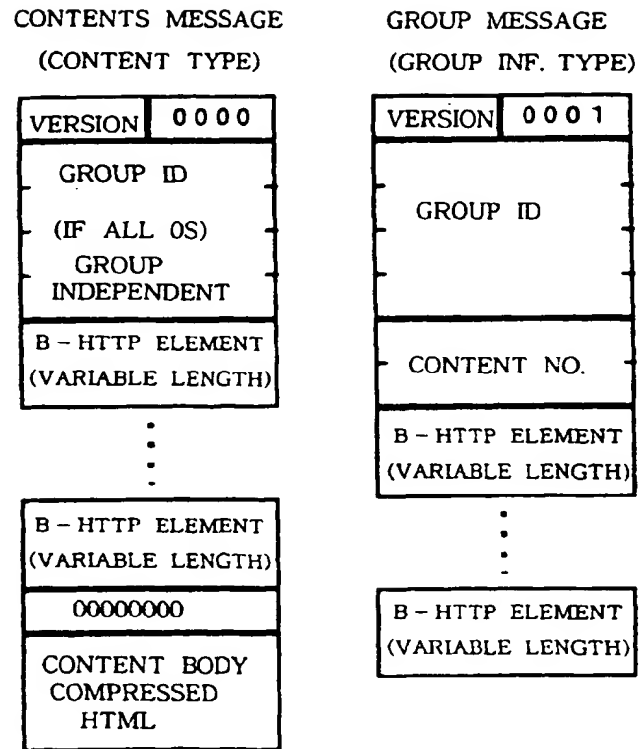 CONTENTS MESSAGE
(CONTENT TYPE)
VERSION 0000
GROUP ID
(IF ALL 0S)
GROUP
INDEPENDENT
B-HTTP ELEMENT
(VARIABLE LENGTH)
B-HTTP ELEMENT
(VARIABLE LENGTH)
00000000
CONTENT BODY
COMPRESSED
HTML
GROUP MESSAGE
(GROUP INF. TYPE)
VERSION 0001
GROUP ID
CONTENT NO.
B-HTTP ELEMENT
(VARIABLE LENGTH)
B-HTTP ELEMENT
(VARIABLE LENGTH)